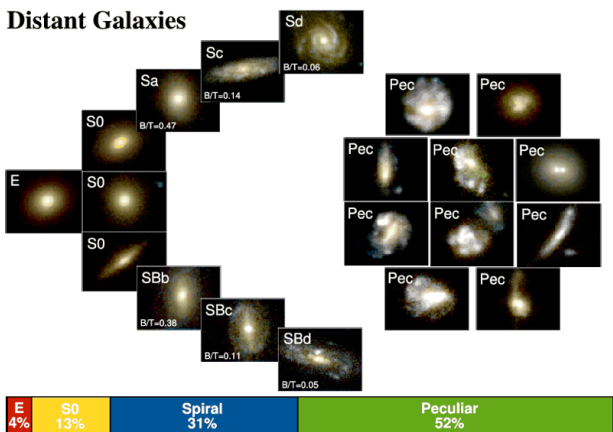 Distant Galaxies
Sd
B/T=0.06
Sc
B/T=0.14
Sa
B/T=0.47
S0
E
S0
S0
SBb
B/T=0.38
SBc
B/T=0.11
SBd
B/T=0.05
Pec
Pec
Pec
Pec
Pec
Pec
Pec
Pec
Pec
Pec
E
4%
S0
13%
Spiral
31%
Peculiar
52%